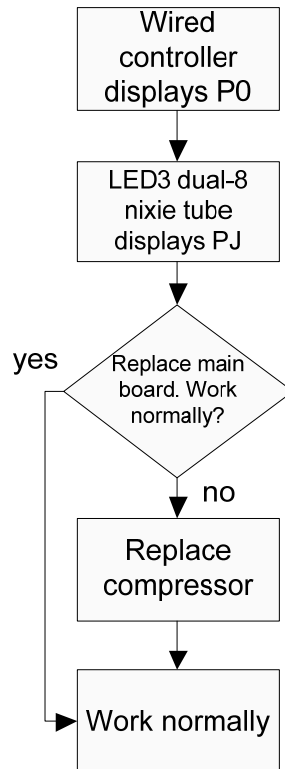 Wired
controller
displays P0
LED3 dual-8
nixie tube
displays PJ
yes
Replace main
board. Work
normally?
no
Replace
compressor
Work normally